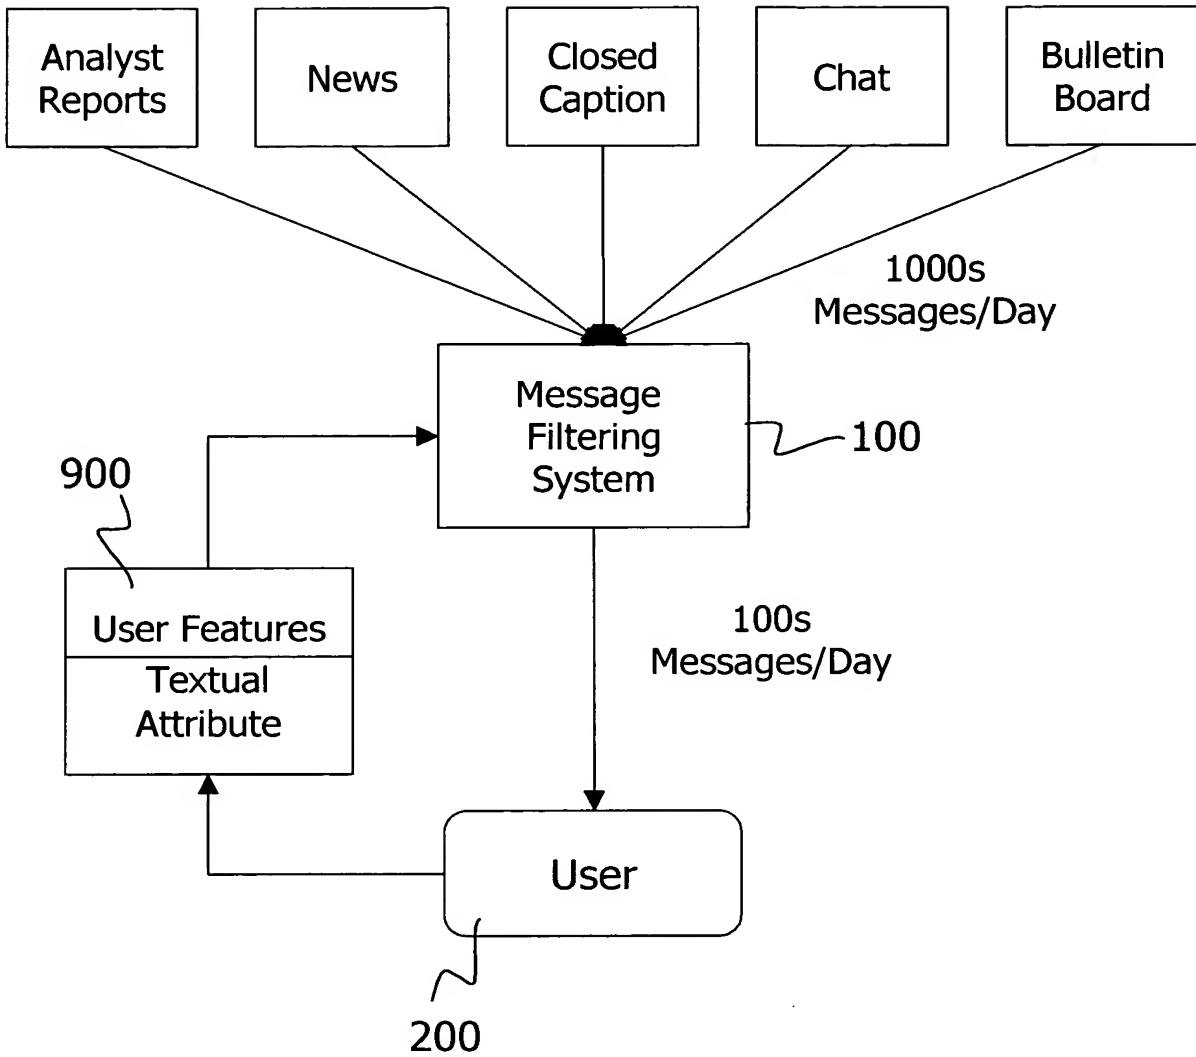 Analyst
Reports
News
Closed
Caption
Chat
Bulletin
Board
1000s
Messages/Day
Message
Filtering
System
100
900
User Features
Textual
Attribute
100s
Messages/Day
User
200